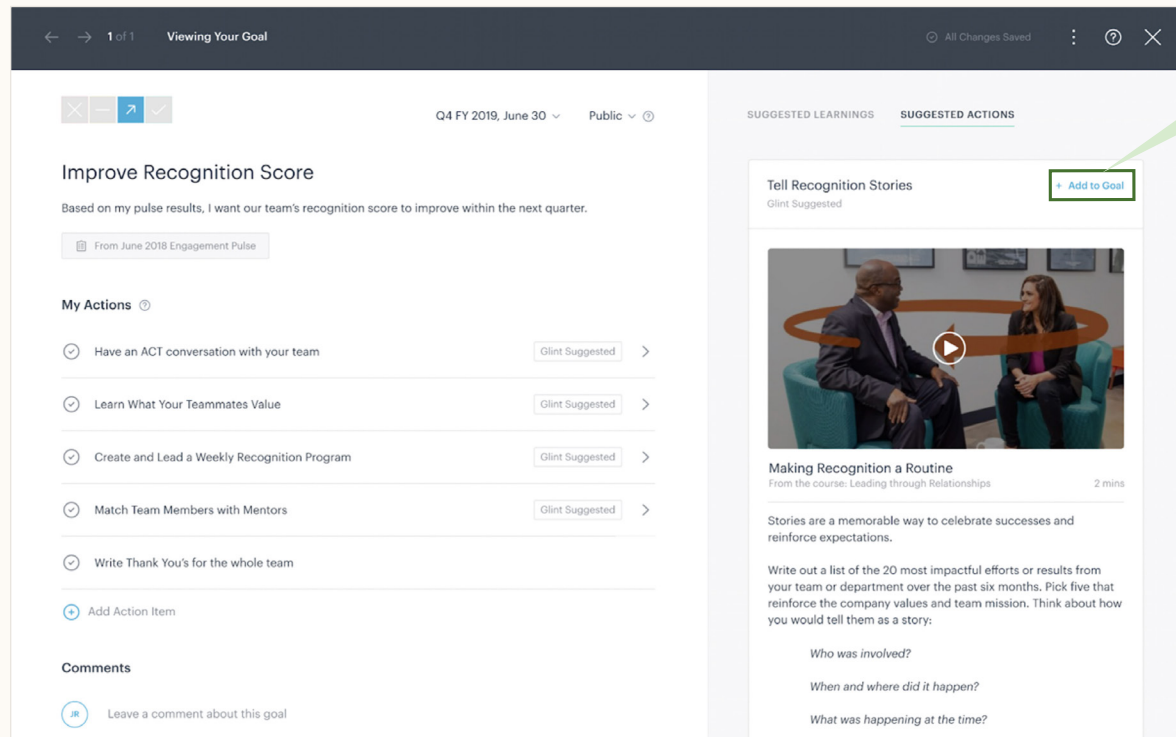 1 of 1
Viewing Your Goal
All Changes Saved
Q4 FY 2019, June 30
Public
Improve Recognition Score
Based on my pulse results, I want our team's recognition score to improve within the next quarter.
From June 2018 Engagement Pulse
My Actions
Have an ACT conversation with your team
Glint Suggested
Learn What Your Teammates Value
Glint Suggested
Create and Lead a Weekly Recognition Program
Glint Suggested
Match Team Members with Mentors
Glint Suggested
Write Thank You's for the whole team
Add Action Item
Comments
JR
Leave a comment about this goal
SUGGESTED LEARNINGS
SUGGESTED ACTIONS
Tell Recognition Stories
+ Add to Goal
Glint Suggested
Making Recognition a Routine
From the course: Leading through Relationships
2 mins
Stories are a memorable way to celebrate successes and
reinforce expectations.
Write out a list of the 20 most impactful efforts or results from
your team or department over the past six months. Pick five that
reinforce the company values and team mission. Think about how
you would tell them as a story:
Who was involved?
When and where did it happen?
What was happening at the time?